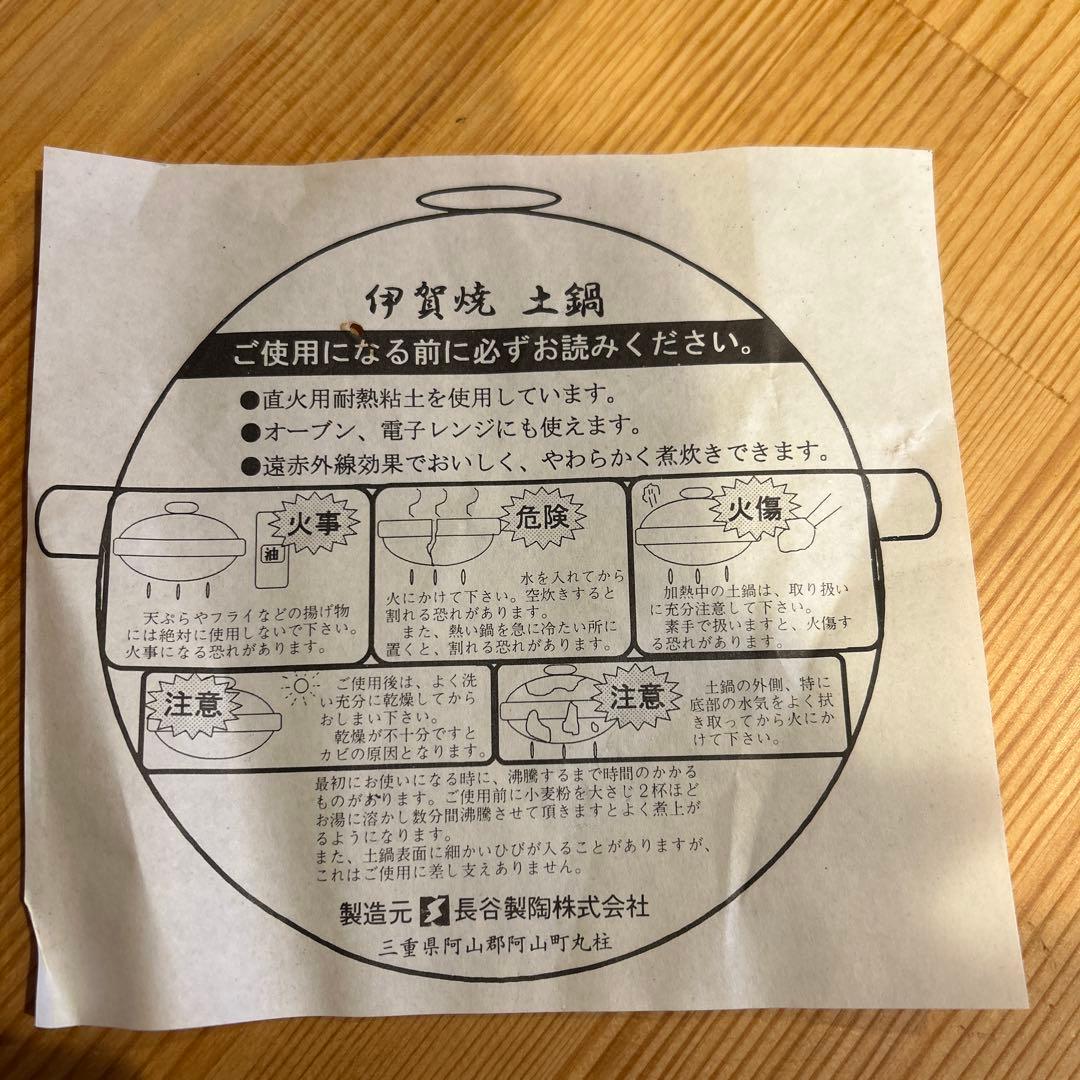 伊賀焼 土鍋
ご使用になる前に必ずお読みください。
●直火用耐熱粘土を使用しています。
●オーブン、電子レンジにも使えます。
●遠赤外線効果でおいしく、やわらかく煮炊きできます。
火事
油
天ぷらやフライなどの揚げ物
には絶対に使用しないで下さい。
火事になる恐れがあります。
危険
水を入れてから
火にかけて下さい。空炊きすると
割れる恐れがあります。
また、熱い鍋を急に冷たい所に
置くと、割れる恐れがあります。
火傷
加熱中の土鍋は、取り扱い
に充分注意して下さい。
素手で扱いますと、火傷す
る恐れがあります。
注意
ご使用後は、よく洗
い充分に乾燥してから
おしまい下さい。
乾燥が不十分ですと
カビの原因となります。
注意
土鍋の外側、特に
底部の水気をよく拭
き取ってから火にか
けて下さい。
最初にお使いになる時に、沸騰するまで時間のかかる
ものがあります。ご使用前に小麦粉を大さじ2杯ほど
お湯に溶かし数分間沸騰させて頂きますとよく煮上が
るようになります。
また、土鍋表面に細かいひびが入ることがありますが、
これはご使用に差し支えありません。
製造元 長谷製陶株式会社
三重県阿山郡阿山町丸柱